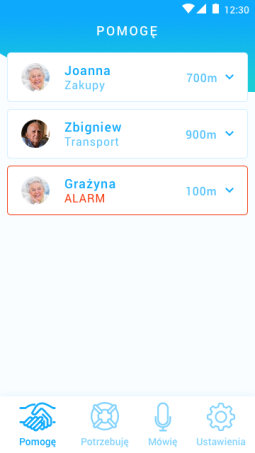 12:30
POMOGĘ
Joanna
Zakupy
700m
Zbigniew
Transport
900m
Grażyna
ALARM
100m
Pomogę
Potrzebuję
Mówię
Ustawienia